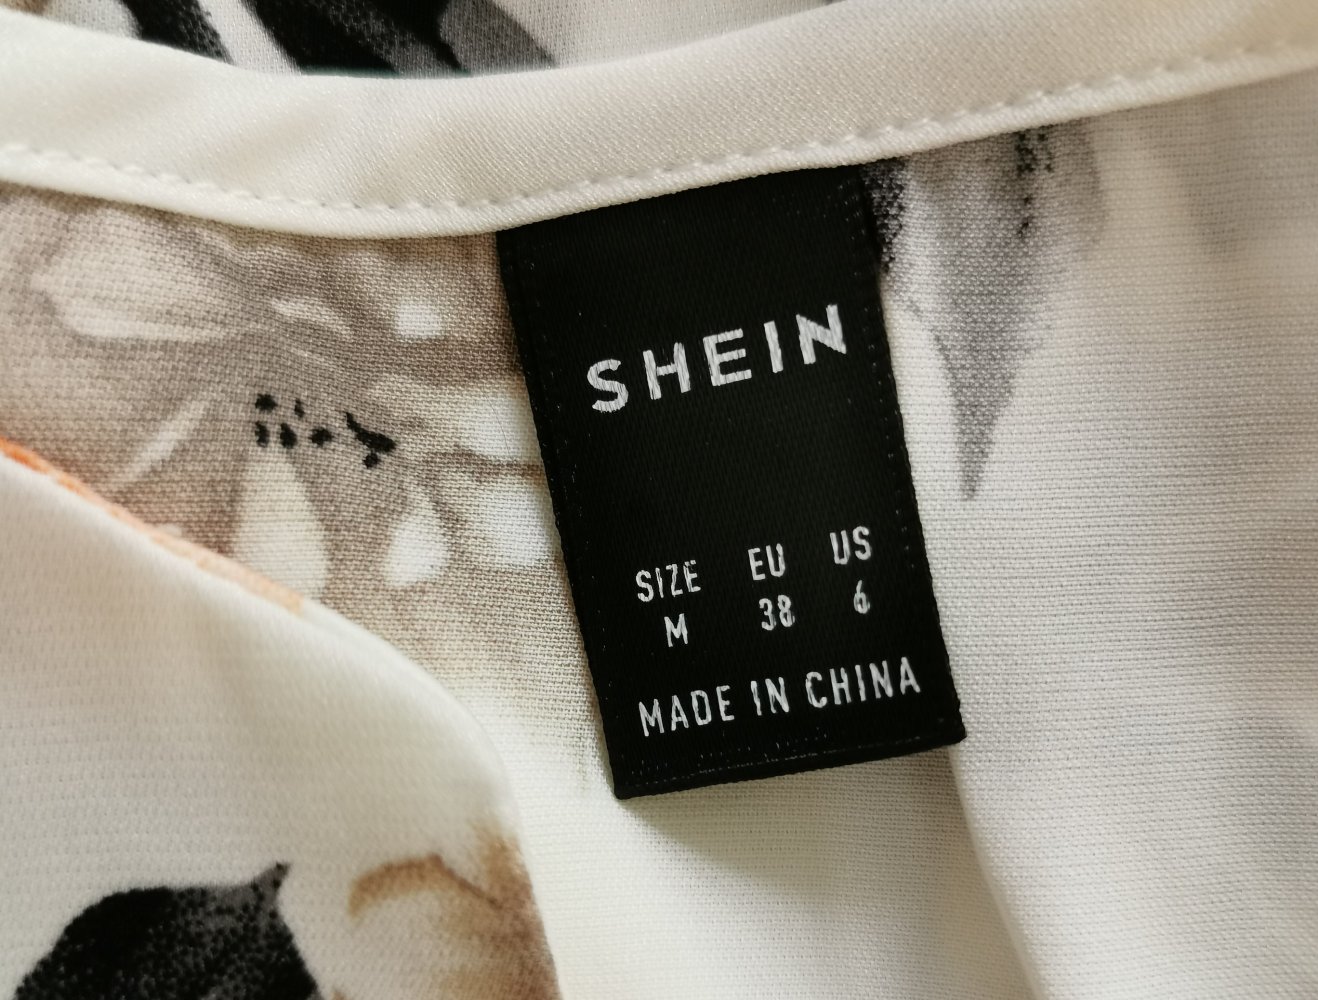 SHEIN
SIZE EU US
M 38 6
MADE IN CHINA